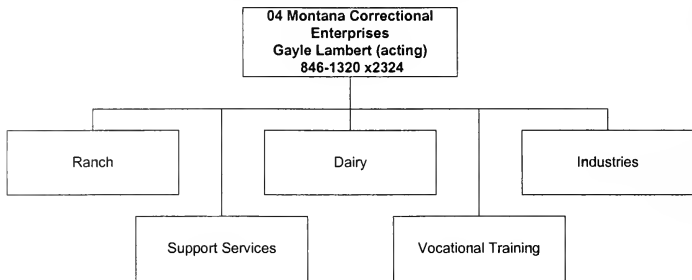 04 Montana Correctional
Enterprises
Gayle Lambert (acting)
846-1320 x2324
Ranch
Dairy
Industries
Support Services
Vocational Training